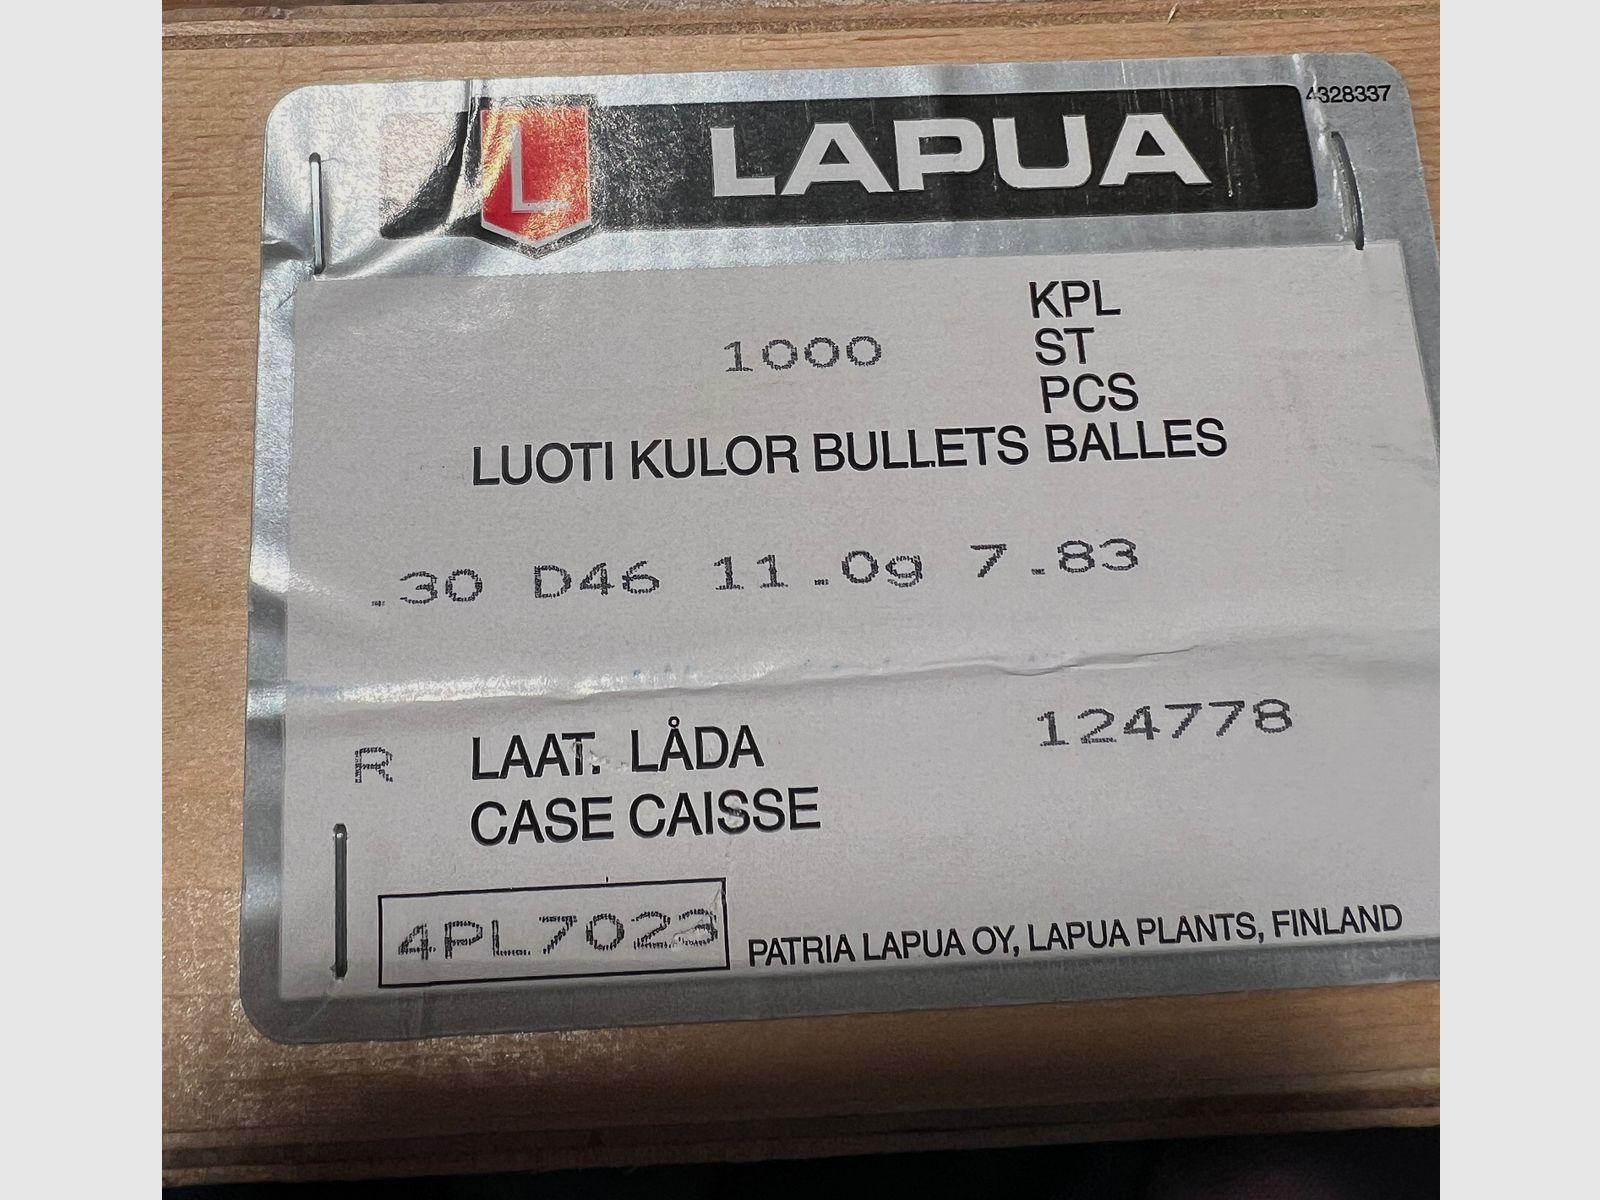 4328337
L LAPUA
KPL
1000 ST
PCS
LUOTI KULOR BULLETS BALLES
.30 D46 11.0g 7.83
124778
R LAAT. LÅDA
CASE CAISSE
4PL7023
PATRIA LAPUA OY, LAPUA PLANTS, FINLAND